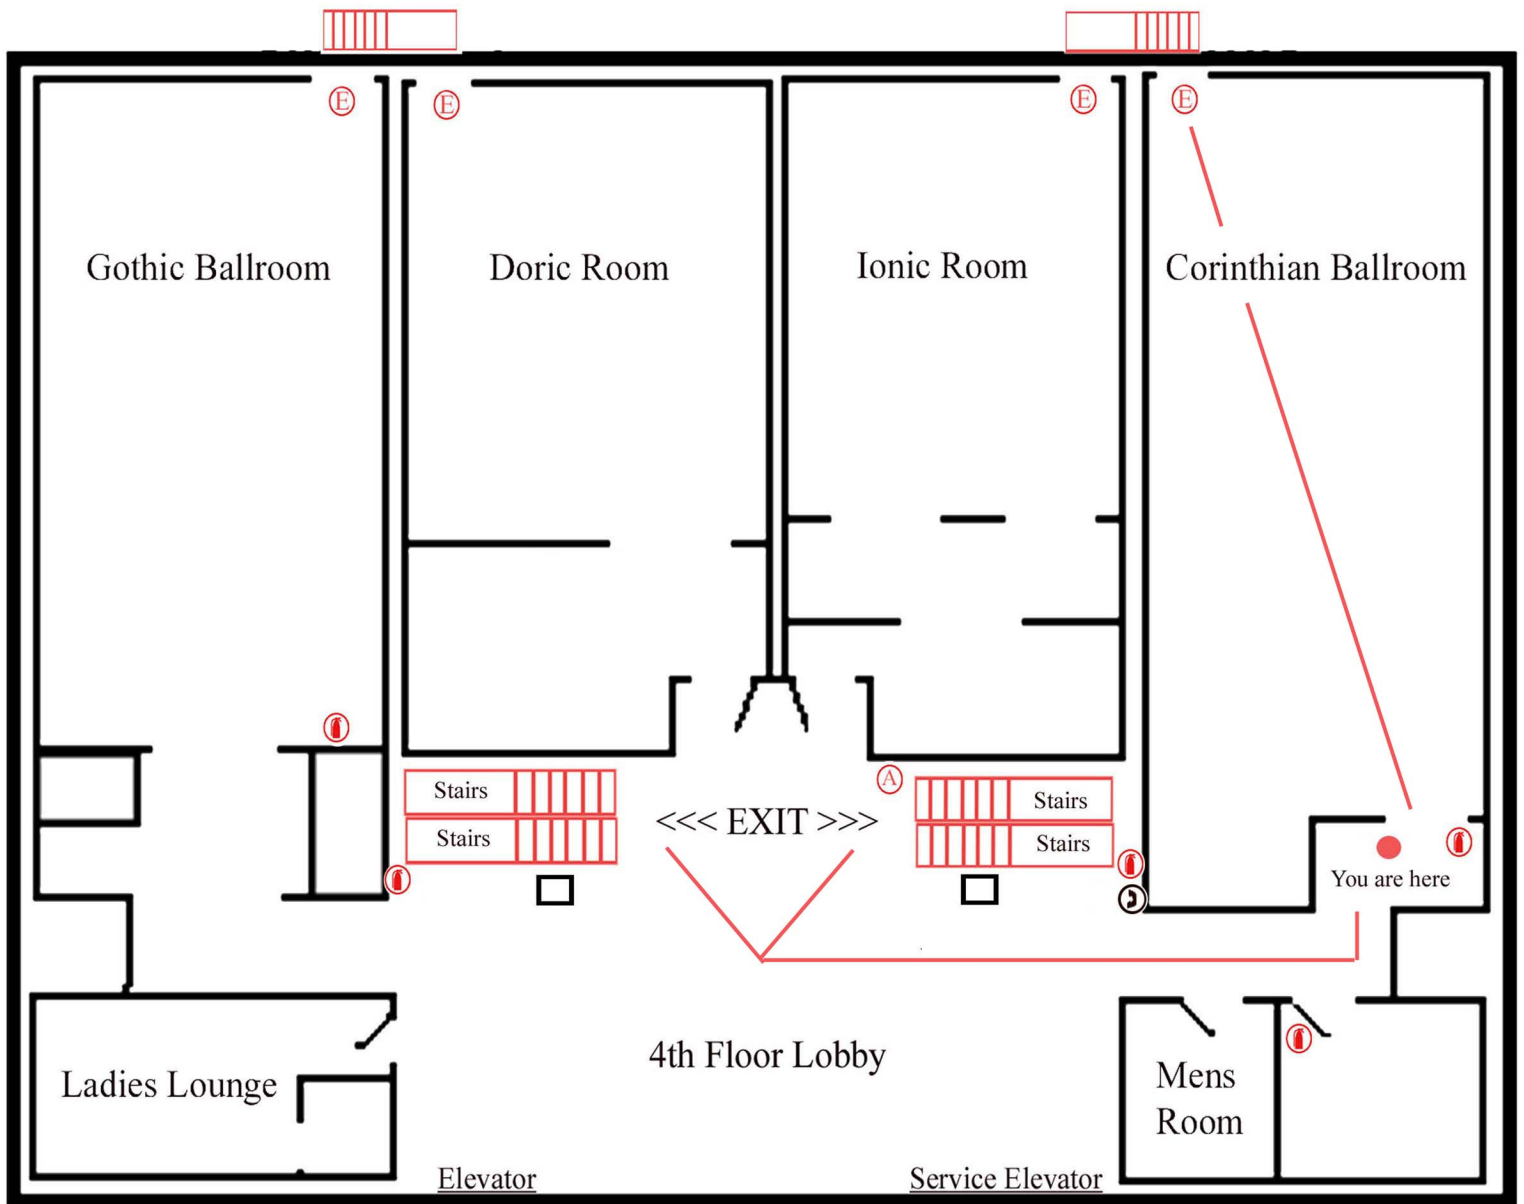 E
E
E
E
Gothic Ballroom
Doric Room
Ionic Room
Corinthian Ballroom
Stairs
Stairs
<<< EXIT >>>
A
Stairs
Stairs
You are here
4th Floor Lobby
Ladies Lounge
Mens
Room
Elevator
Service Elevator